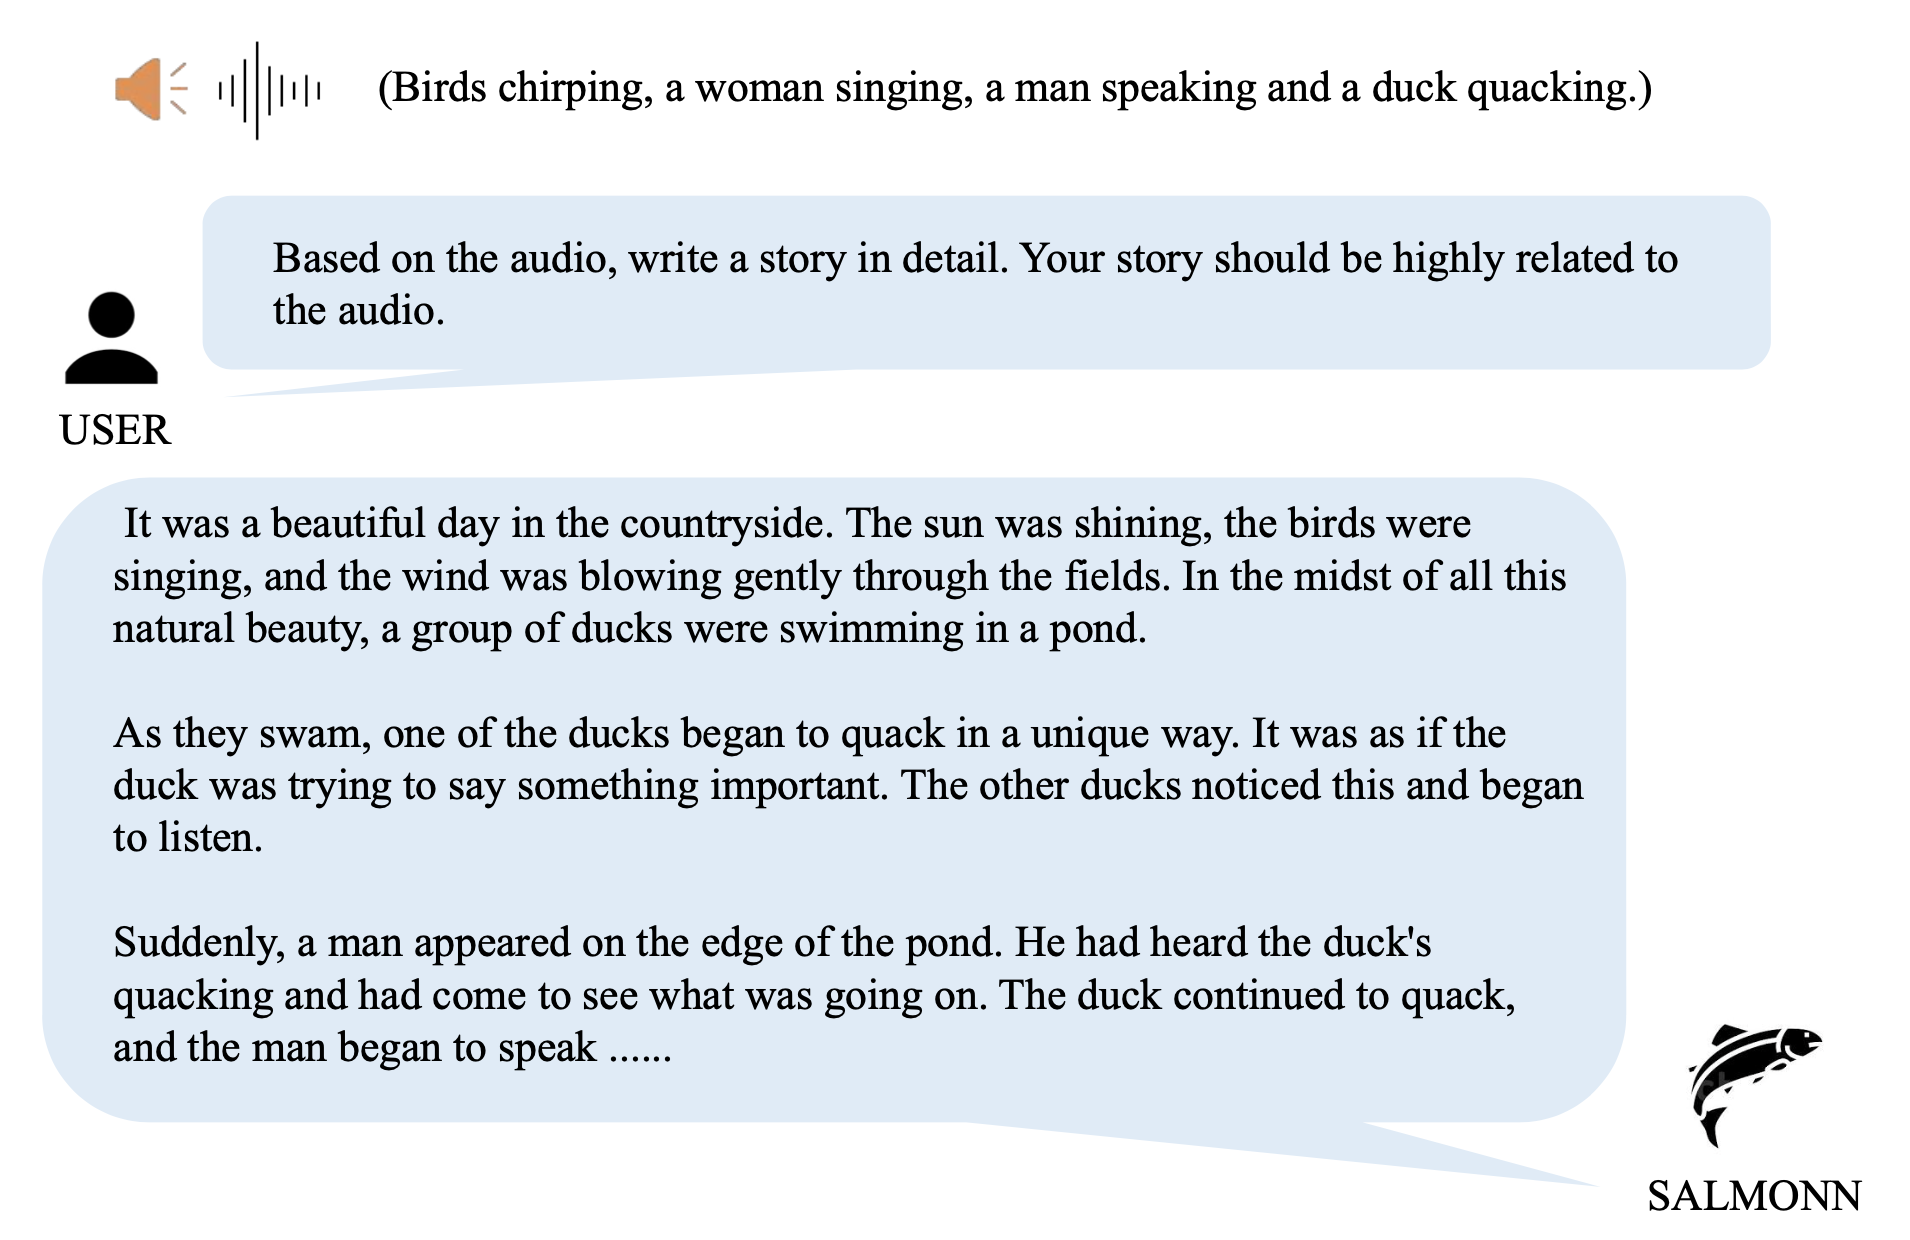 (Birds chirping, a woman singing, a man speaking and a duck quacking.)
Based on the audio, write a story in detail. Your story should be highly related to
the audio.
USER
It was a beautiful day in the countryside. The sun was shining, the birds were
singing, and the wind was blowing gently through the fields. In the midst of all this
natural beauty, a group of ducks were swimming in a pond.
As they swam, one of the ducks began to quack in a unique way. It was as if the
duck was trying to say something important. The other ducks noticed this and began
to listen.
Suddenly, a man appeared on the edge of the pond. He had heard the duck's
quacking and had come to see what was going on. The duck continued to quack,
and the man began to speak ......
SALMONN